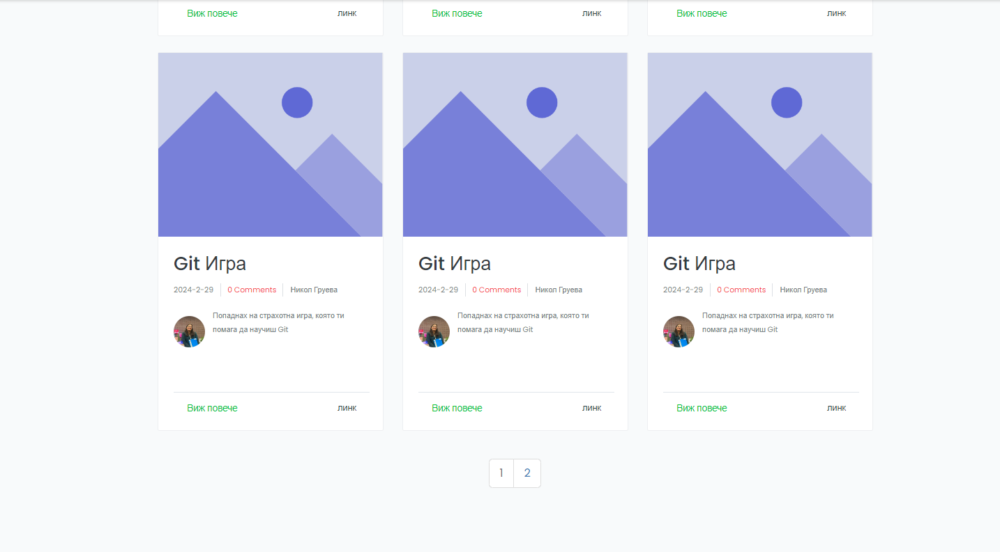 Виж повече линк Виж повече линк Виж повече линк
Git Игра Git Игра Git Игра
2024-2-29 0 Comments Никол Груева 2024-2-29 0 Comments Никол Груева 2024-2-29 0 Comments Никол Груева
Попаднах на страхотна игра, която ти Попаднах на страхотна игра, която ти Попаднах на страхотна игра, която ти
помага да научиш Git помага да научиш Git помага да научиш Git
Виж повече линк Виж повече линк Виж повече линк
1 2